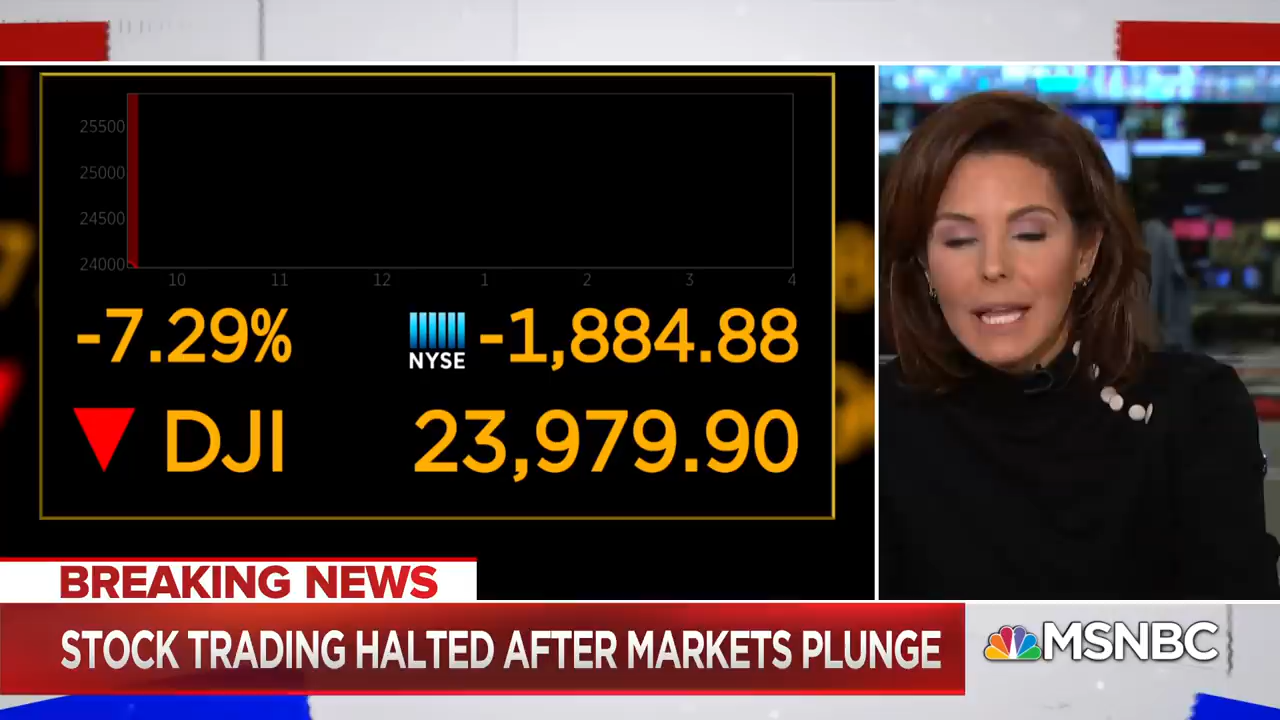 25500
25000
24500
24000
10 11 12 1 2 3 4
-7.29% NYSE -1,884.88
DJI 23,979.90
BREAKING NEWS
STOCK TRADING HALTED AFTER MARKETS PLUNGE
MSNBC